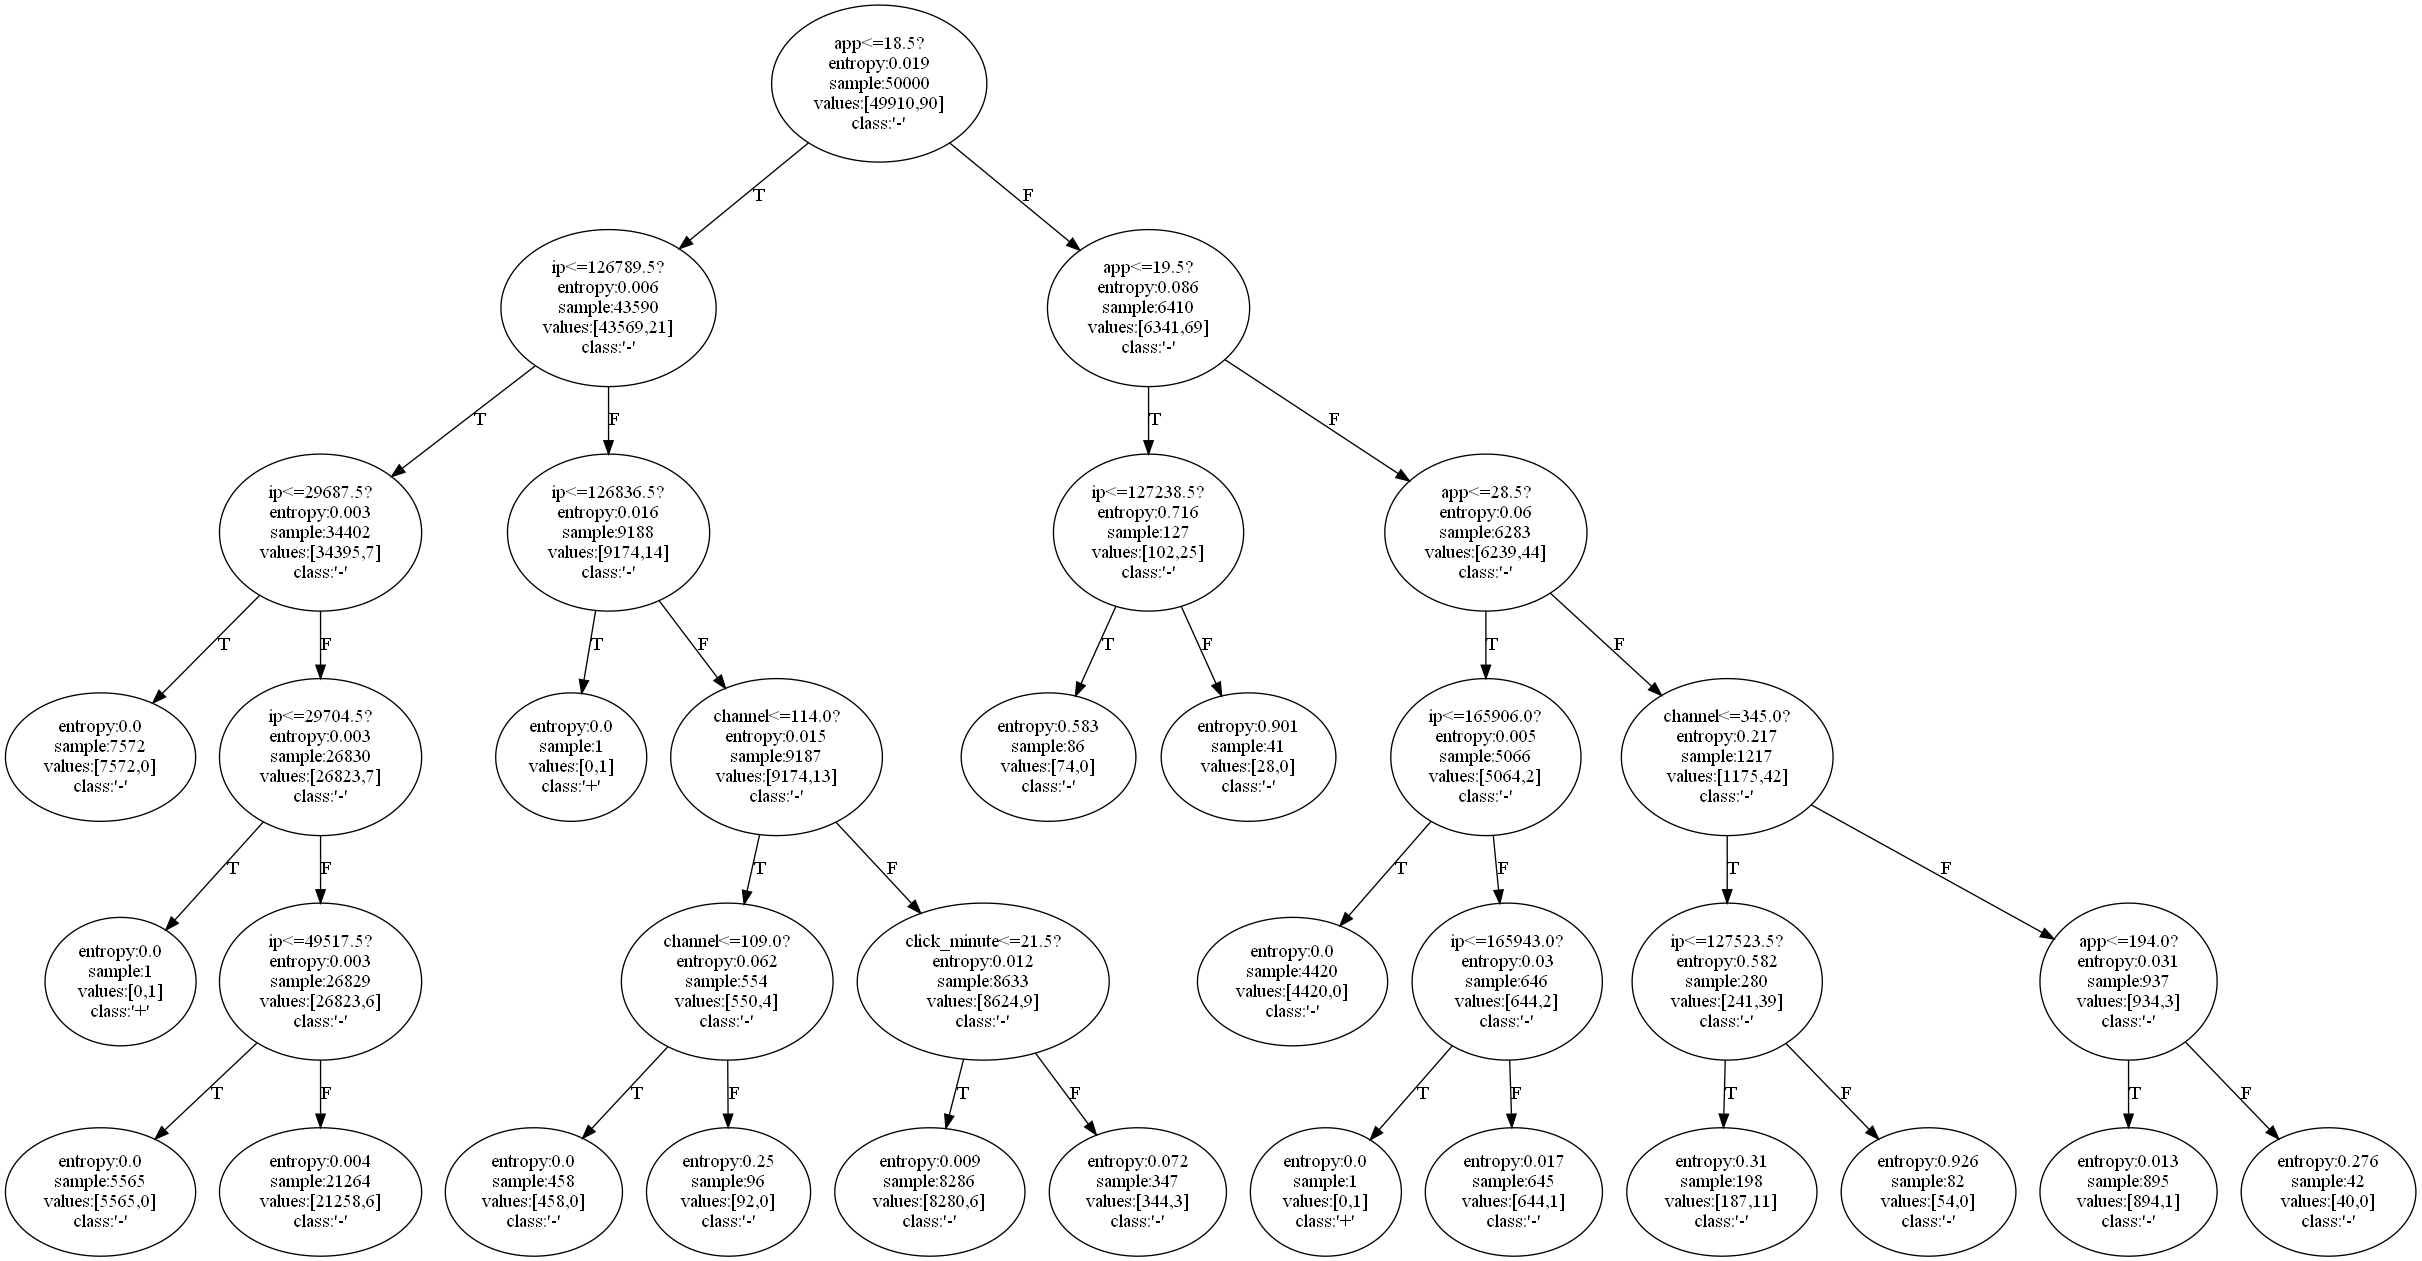 app<=18.5?
entropy:0.019
sample:50000
values:[49910,90]
class:'-'
T
F
ip<=126789.5?
entropy:0.006
sample:43590
values:[43569,21]
class:'-'
app<=19.5?
entropy:0.086
sample:6410
values:[6341,69]
class:'-'
T
F
T
F
ip<=29687.5?
entropy:0.003
sample:34402
values:[34395,7]
class:'-'
ip<=126836.5?
entropy:0.016
sample:9188
values:[9174,14]
class:'-'
ip<=127238.5?
entropy:0.716
sample:127
values:[102,25]
class:'-'
app<=28.5?
entropy:0.06
sample:6283
values:[6239,44]
class:'-'
T
F
T
F
T
F
T
F
entropy:0.0
sample:7572
values:[7572,0]
class:'-'
ip<=29704.5?
entropy:0.003
sample:26830
values:[26823,7]
class:'-'
entropy:0.0
sample:1
values:[0,1]
class:'+'
channel<=114.0?
entropy:0.015
sample:9187
values:[9174,13]
class:'-'
entropy:0.583
sample:86
values:[74,0]
class:'-'
entropy:0.901
sample:41
values:[28,0]
class:'-'
ip<=165906.0?
entropy:0.005
sample:5066
values:[5064,2]
class:'-'
channel<=345.0?
entropy:0.217
sample:1217
values:[1175,42]
class:'-'
T
F
T
F
T
F
T
F
entropy:0.0
sample:1
values:[0,1]
class:'+'
ip<=49517.5?
entropy:0.003
sample:26829
values:[26823,6]
class:'-'
channel<=109.0?
entropy:0.062
sample:554
values:[550,4]
class:'-'
click_minute<=21.5?
entropy:0.012
sample:8633
values:[8624,9]
class:'-'
entropy:0.0
sample:4420
values:[4420,0]
class:'-'
ip<=165943.0?
entropy:0.03
sample:646
values:[644,2]
class:'-'
ip<=127523.5?
entropy:0.582
sample:280
values:[241,39]
class:'-'
app<=194.0?
entropy:0.031
sample:937
values:[934,3]
class:'-'
T
F
T
F
T
F
T
F
T
F
T
F
entropy:0.0
sample:5565
values:[5565,0]
class:'-'
entropy:0.004
sample:21264
values:[21258,6]
class:'-'
entropy:0.0
sample:458
values:[458,0]
class:'-'
entropy:0.25
sample:96
values:[92,0]
class:'-'
entropy:0.009
sample:8286
values:[8280,6]
class:'-'
entropy:0.072
sample:347
values:[344,3]
class:'-'
entropy:0.0
sample:1
values:[0,1]
class:'+'
entropy:0.017
sample:645
values:[644,1]
class:'-'
entropy:0.31
sample:198
values:[187,11]
class:'-'
entropy:0.926
sample:82
values:[54,0]
class:'-'
entropy:0.013
sample:895
values:[894,1]
class:'-'
entropy:0.276
sample:42
values:[40,0]
class:'-'